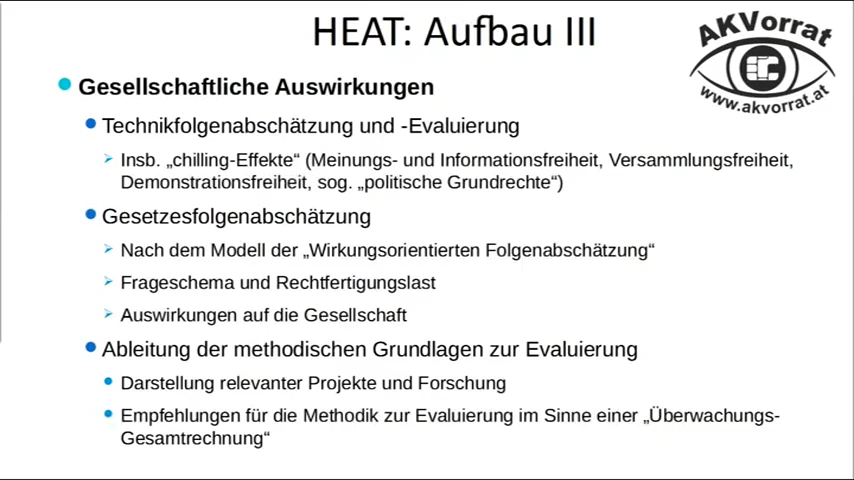 HEAT: Aufbau III
AKVorrat
www.akvorrat.at
Gesellschaftliche Auswirkungen
Technikfolgenabschätzung und -Evaluierung
Insb. „chilling-Effekte“ (Meinungs- und Informationsfreiheit, Versammlungsfreiheit,
Demonstrationsfreiheit, sog. „politische Grundrechte“)
Gesetzesfolgenabschätzung
Nach dem Modell der „Wirkungsorientierten Folgenabschätzung“
Frageschema und Rechtfertigungslast
Auswirkungen auf die Gesellschaft
Ableitung der methodischen Grundlagen zur Evaluierung
Darstellung relevanter Projekte und Forschung
Empfehlungen für die Methodik zur Evaluierung im Sinne einer „Überwachungs-
Gesamtrechnung“